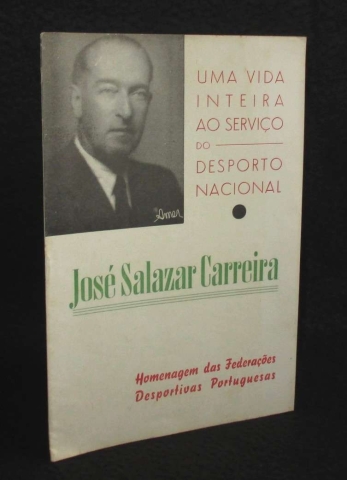 UMA VIDA
INTEIRA
AO SERVIÇO
DO
DESPORTO
NACIONAL
José Salazar Carreira
Homenagem das Federações
Desportivas Portuguesas